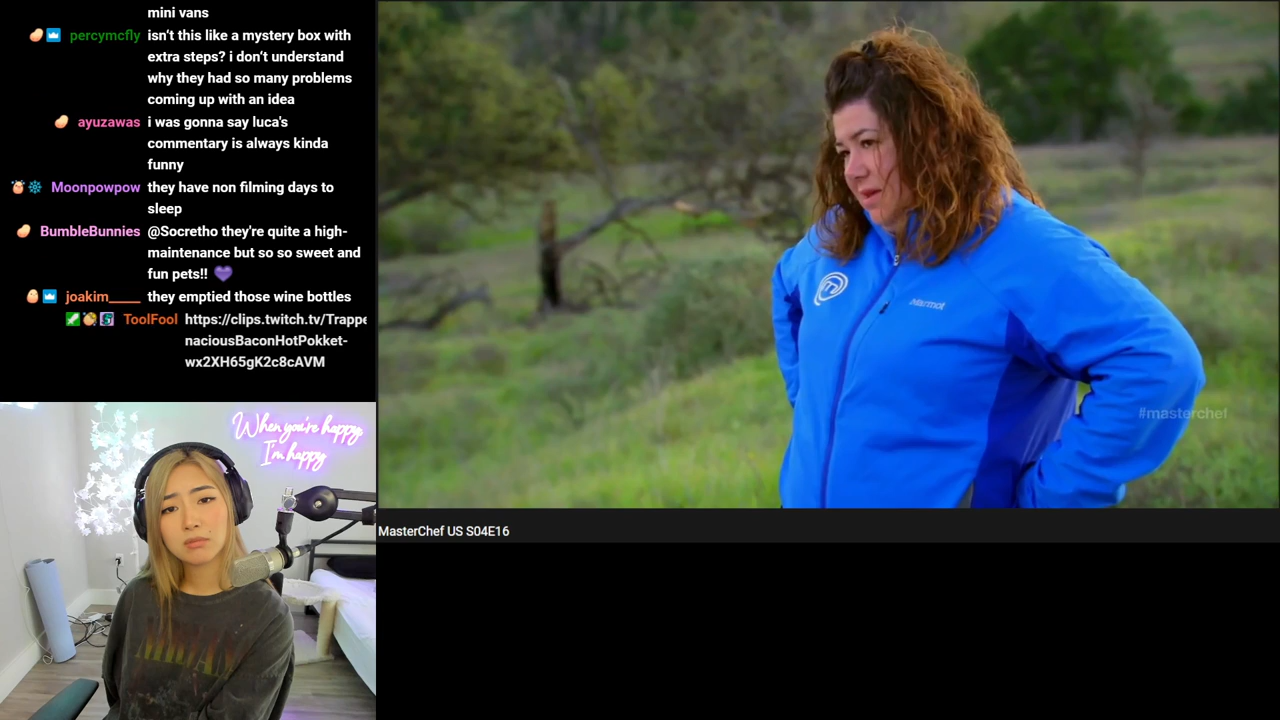 mini vans
percymcfly isn't this like a mystery box with
extra steps? i don't understand
why they had so many problems
coming up with an idea
ayuzawas i was gonna say luca's
commentary is always kinda
funny
Moonpowpow they have non filming days to
sleep
BumbleBunnies @Socretho they're quite a high-
maintenance but so so sweet and
fun pets!!
joakim_____ they emptied those wine bottles
ToolFool https://clips.twitch.tv/Trappe
naciousBaconHotPokket-
wx2XH65gK2c8cAVM
When you're happy
I'm happy
Marmot
#masterchef
MasterChef US S04E16